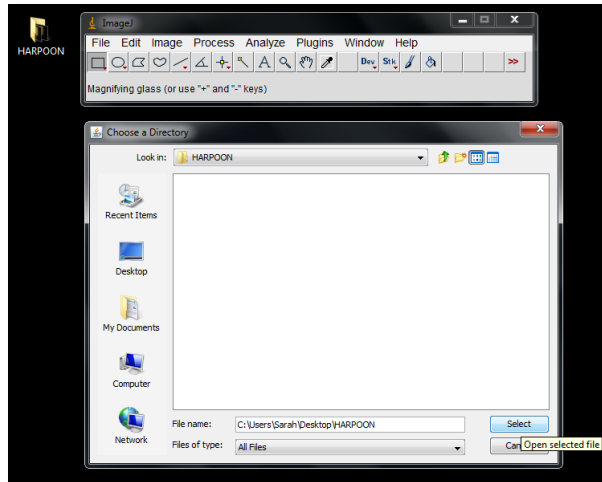 HARPOON
ImageJ
File Edit Image Process Analyze Plugins Window Help
A Dev Stk >>
Magnifying glass (or use "+" and "-" keys)
Choose a Directory
Look in: HARPOON
Recent Items
Desktop
My Documents
Computer
Network
File name: C:\Users\Sarah\Desktop\HARPOON Select
Files of type: All Files Can
Open selected file